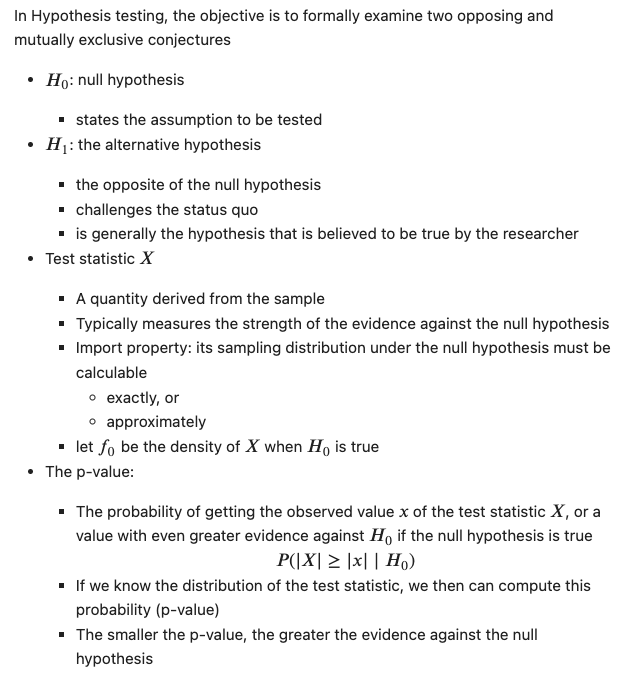 In Hypothesis testing, the objective is to formally examine two opposing and
mutually exclusive conjectures
• H₀: null hypothesis
▪ states the assumption to be tested
• H₁: the alternative hypothesis
▪ the opposite of the null hypothesis
▪ challenges the status quo
▪ is generally the hypothesis that is believed to be true by the researcher
• Test statistic X
▪ A quantity derived from the sample
▪ Typically measures the strength of the evidence against the null hypothesis
▪ Import property: its sampling distribution under the null hypothesis must be
calculable
◦ exactly, or
◦ approximately
▪ let f₀ be the density of X when H₀ is true
• The p-value:
▪ The probability of getting the observed value x of the test statistic X, or a
value with even greater evidence against H₀ if the null hypothesis is true
P(|X| ≥ |x| | H₀)
▪ If we know the distribution of the test statistic, we then can compute this
probability (p-value)
▪ The smaller the p-value, the greater the evidence against the null
hypothesis